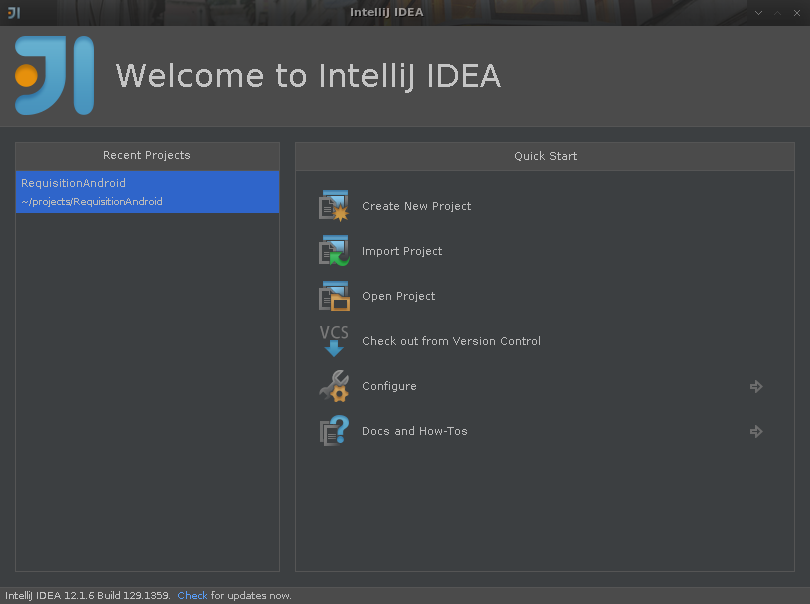 IntelliJ IDEA
Welcome to IntelliJ IDEA
Recent Projects
RequisitionAndroid
~/projects/RequisitionAndroid
Quick Start
Create New Project
Import Project
Open Project
VCS
Check out from Version Control
Configure
Docs and How-Tos
IntelliJ IDEA 12.1.6 Build 129.1359. Check for updates now.